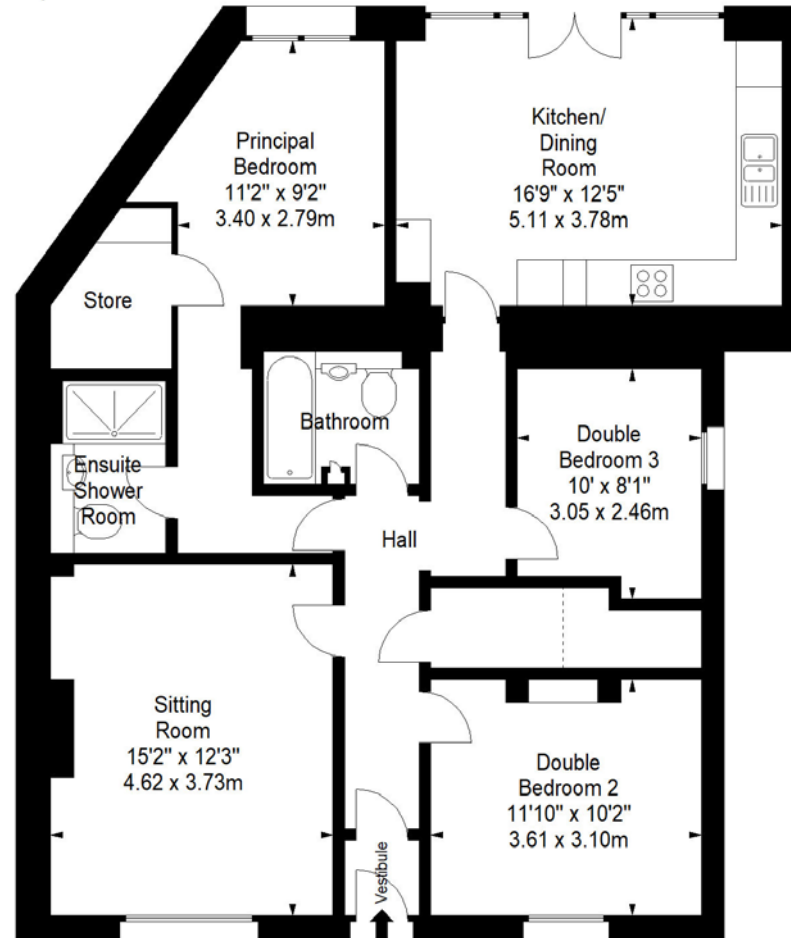 Principal
Bedroom
11'2" x 9'2"
3.40 x 2.79m
Kitchen/
Dining
Room
16'9" x 12'5"
5.11 x 3.78m
Store
Bathroom
Ensuite
Shower
Room
Double
Bedroom 3
10' x 8'1"
3.05 x 2.46m
Hall
Sitting
Room
15'2" x 12'3"
4.62 x 3.73m
Double
Bedroom 2
11'10" x 10'2"
3.61 x 3.10m
Vestibule